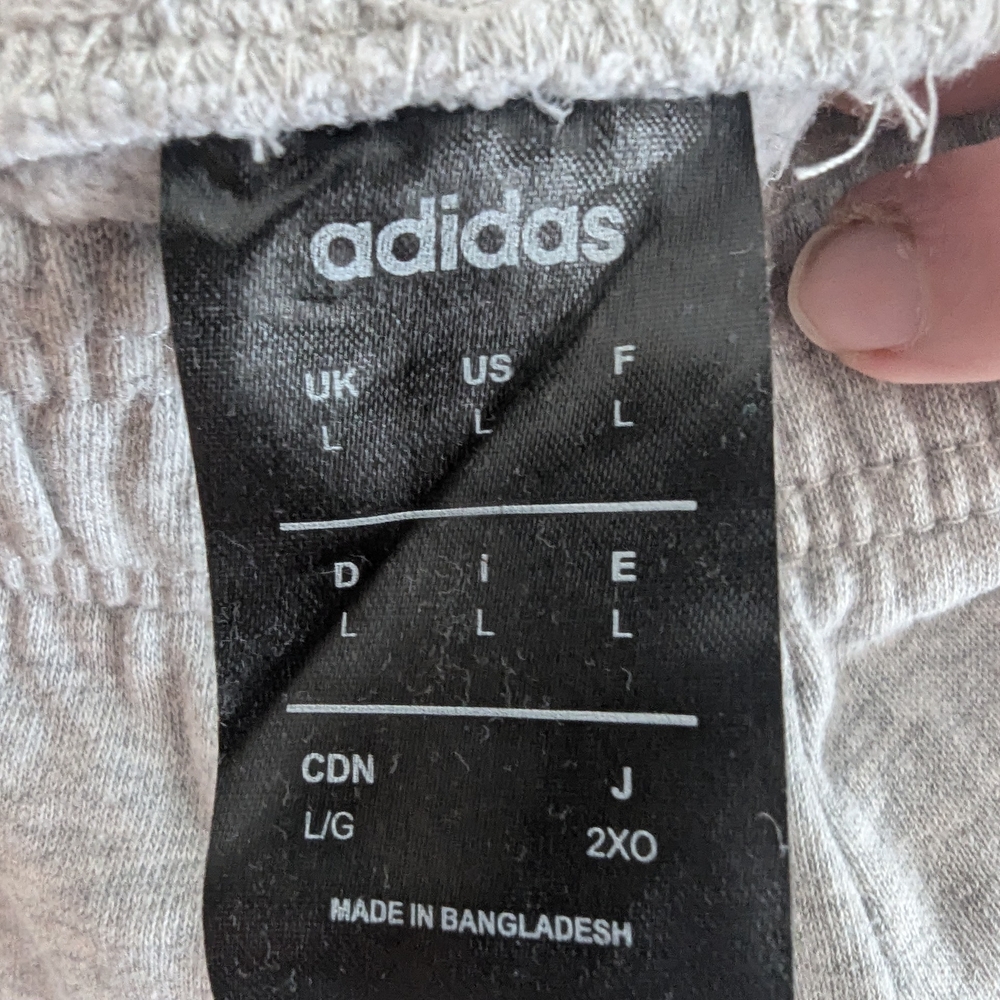 adidas
UK US F
L L L
D i E
L L L
CDN J
L/G 2XO
MADE IN BANGLADESH